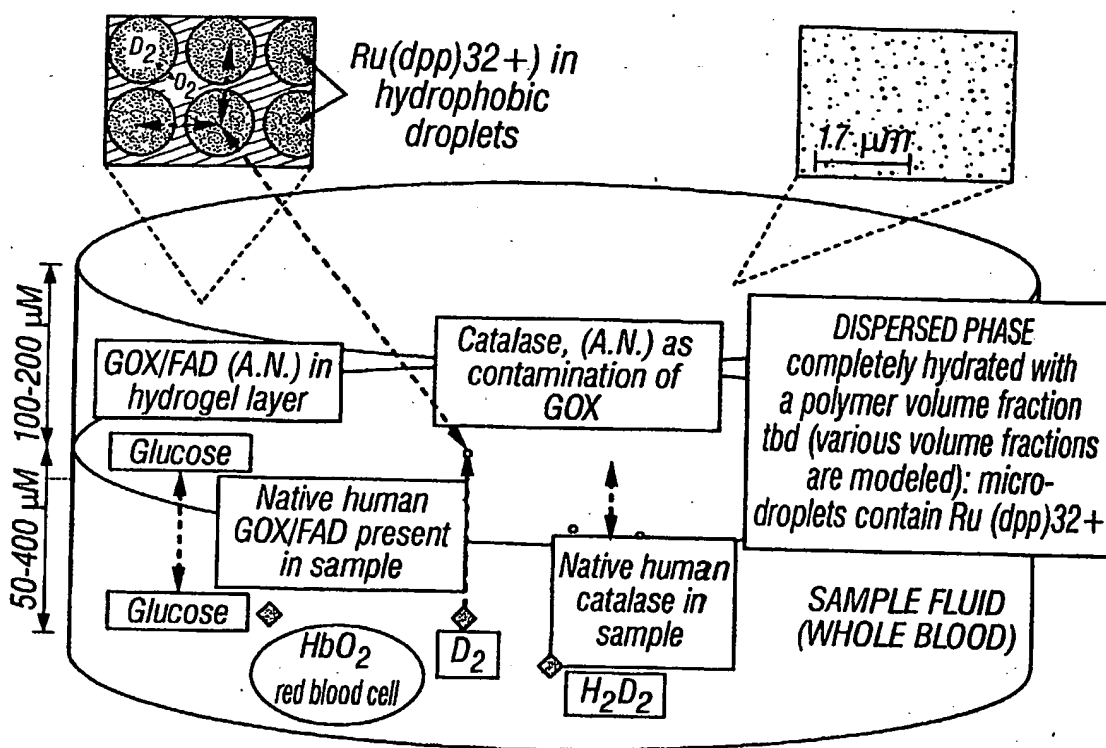 D2
O2
Ru(dpp)32+) in
hydrophobic
droplets
1.7 µm
100-200 µM
50-400 µM
GOX/FAD (A.N.) in
hydrogel layer
Catalase, (A.N.) as
contamination of
GOX
DISPERSED PHASE
completely hydrated with
a polymer volume fraction
tbd (various volume fractions
are modeled): micro-
droplets contain Ru (dpp)32+
Glucose
Native human
GOX/FAD present
in sample
Native human
catalase in
sample
Glucose
HbO2
red blood cell
D2
H2D2
SAMPLE FLUID
(WHOLE BLOOD)